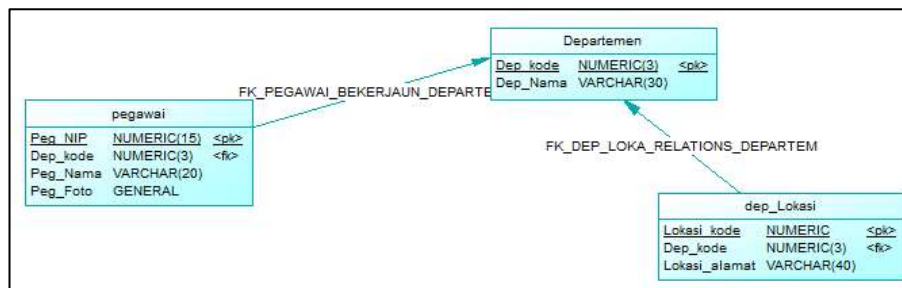 Departemen
Dep_kode NUMERIC(3) <pk>
Dep_Nama VARCHAR(30)
FK_PEGAWAI_BEKERJAUN_DEPARTE
pegawai
Peg_NIP NUMERIC(15) <pk>
Dep_kode NUMERIC(3) <fk>
Peg_Nama VARCHAR(20)
Peg_Foto GENERAL
FK_DEP_LOKA_RELATIONS_DEPARTEM
dep_Lokasi
Lokasi_kode NUMERIC <pk>
Dep_kode NUMERIC(3) <fk>
Lokasi_alamat VARCHAR(40)